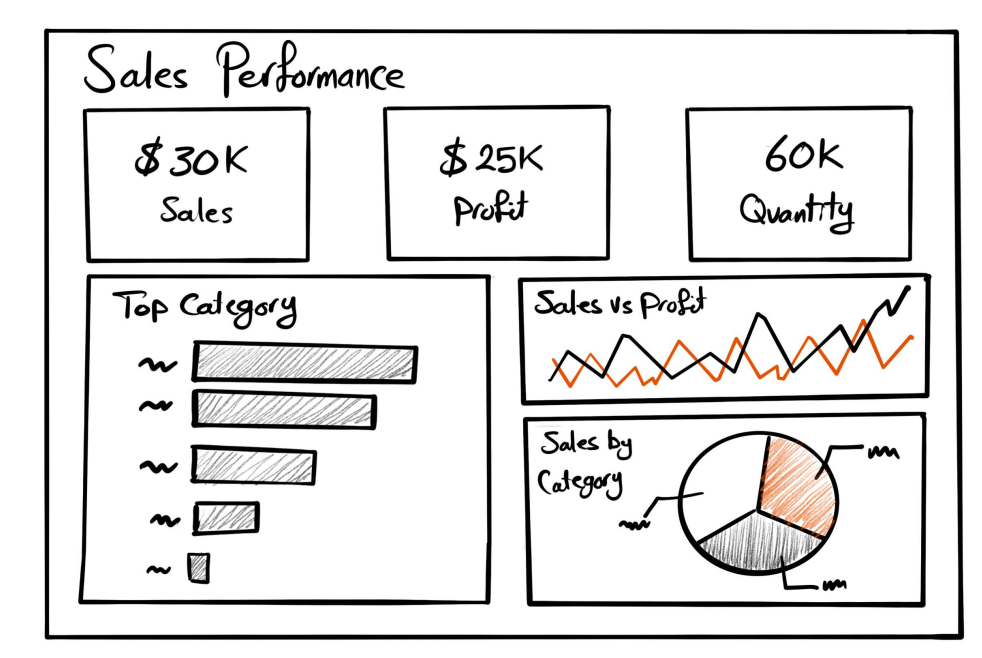 Sales Performance
$30K
Sales
$25K
Profit
60K
Quantity
Top Category
Sales vs Profit
Sales by
Category